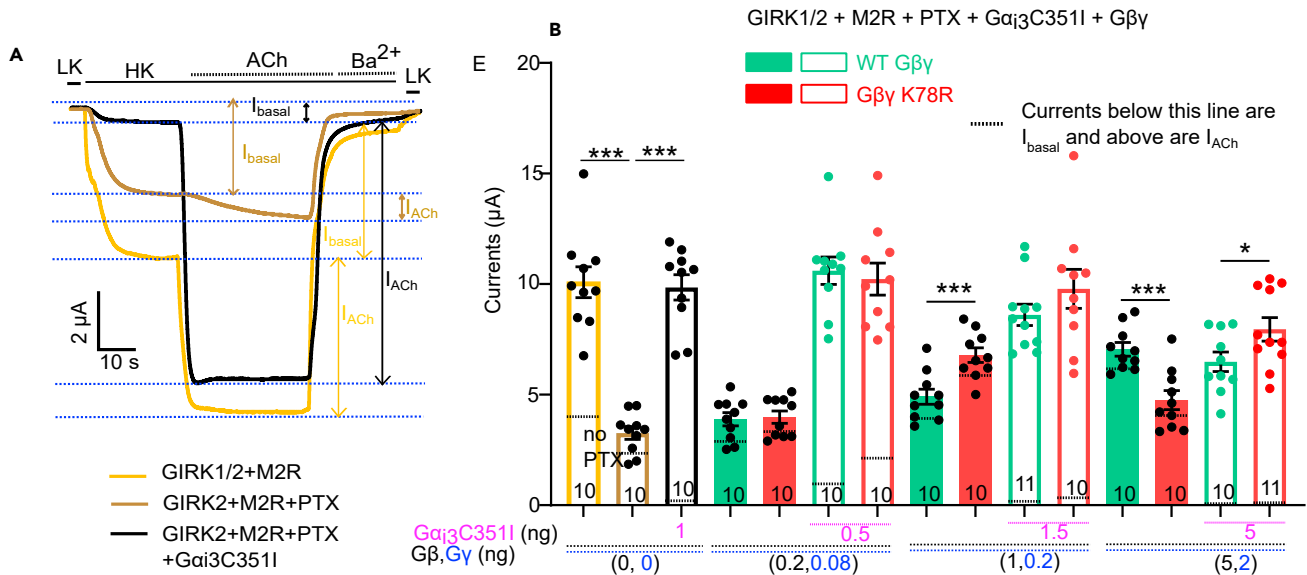 A
LK
HK
ACh
Ba2+
LK
Ibasal
Ibasal
IACh
Ibasal
IACh
IACh
2 µA
10 s
GIRK1/2+M2R
GIRK2+M2R+PTX
GIRK2+M2R+PTX
+Gαi3C351I
B
GIRK1/2 + M2R + PTX + Gαi3C351I + Gβγ
E
WT Gβγ
Gβγ K78R
Currents below this line are
Ibasal and above are IACh
Currents (µA)
20
15
10
5
0
*** ***
***
***
*
no
PTX
10 10 10 10 10 10 10 10 10 11 10 10 10 10 11
Gαi3C351I (ng) 1 0.5 1.5 5
Gβ,Gγ (ng) (0, 0) (0.2,0.08) (1,0.2) (5,2)